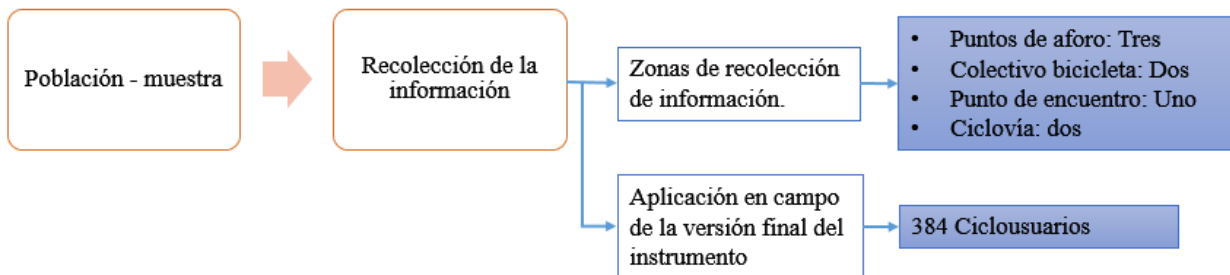 Población - muestra
Recolección de la
información
Zonas de recolección
de información.
• Puntos de aforo: Tres
• Colectivo bicicleta: Dos
• Punto de encuentro: Uno
• Ciclovía: dos
Aplicación en campo
de la versión final del
instrumento
384 Ciclousuarios